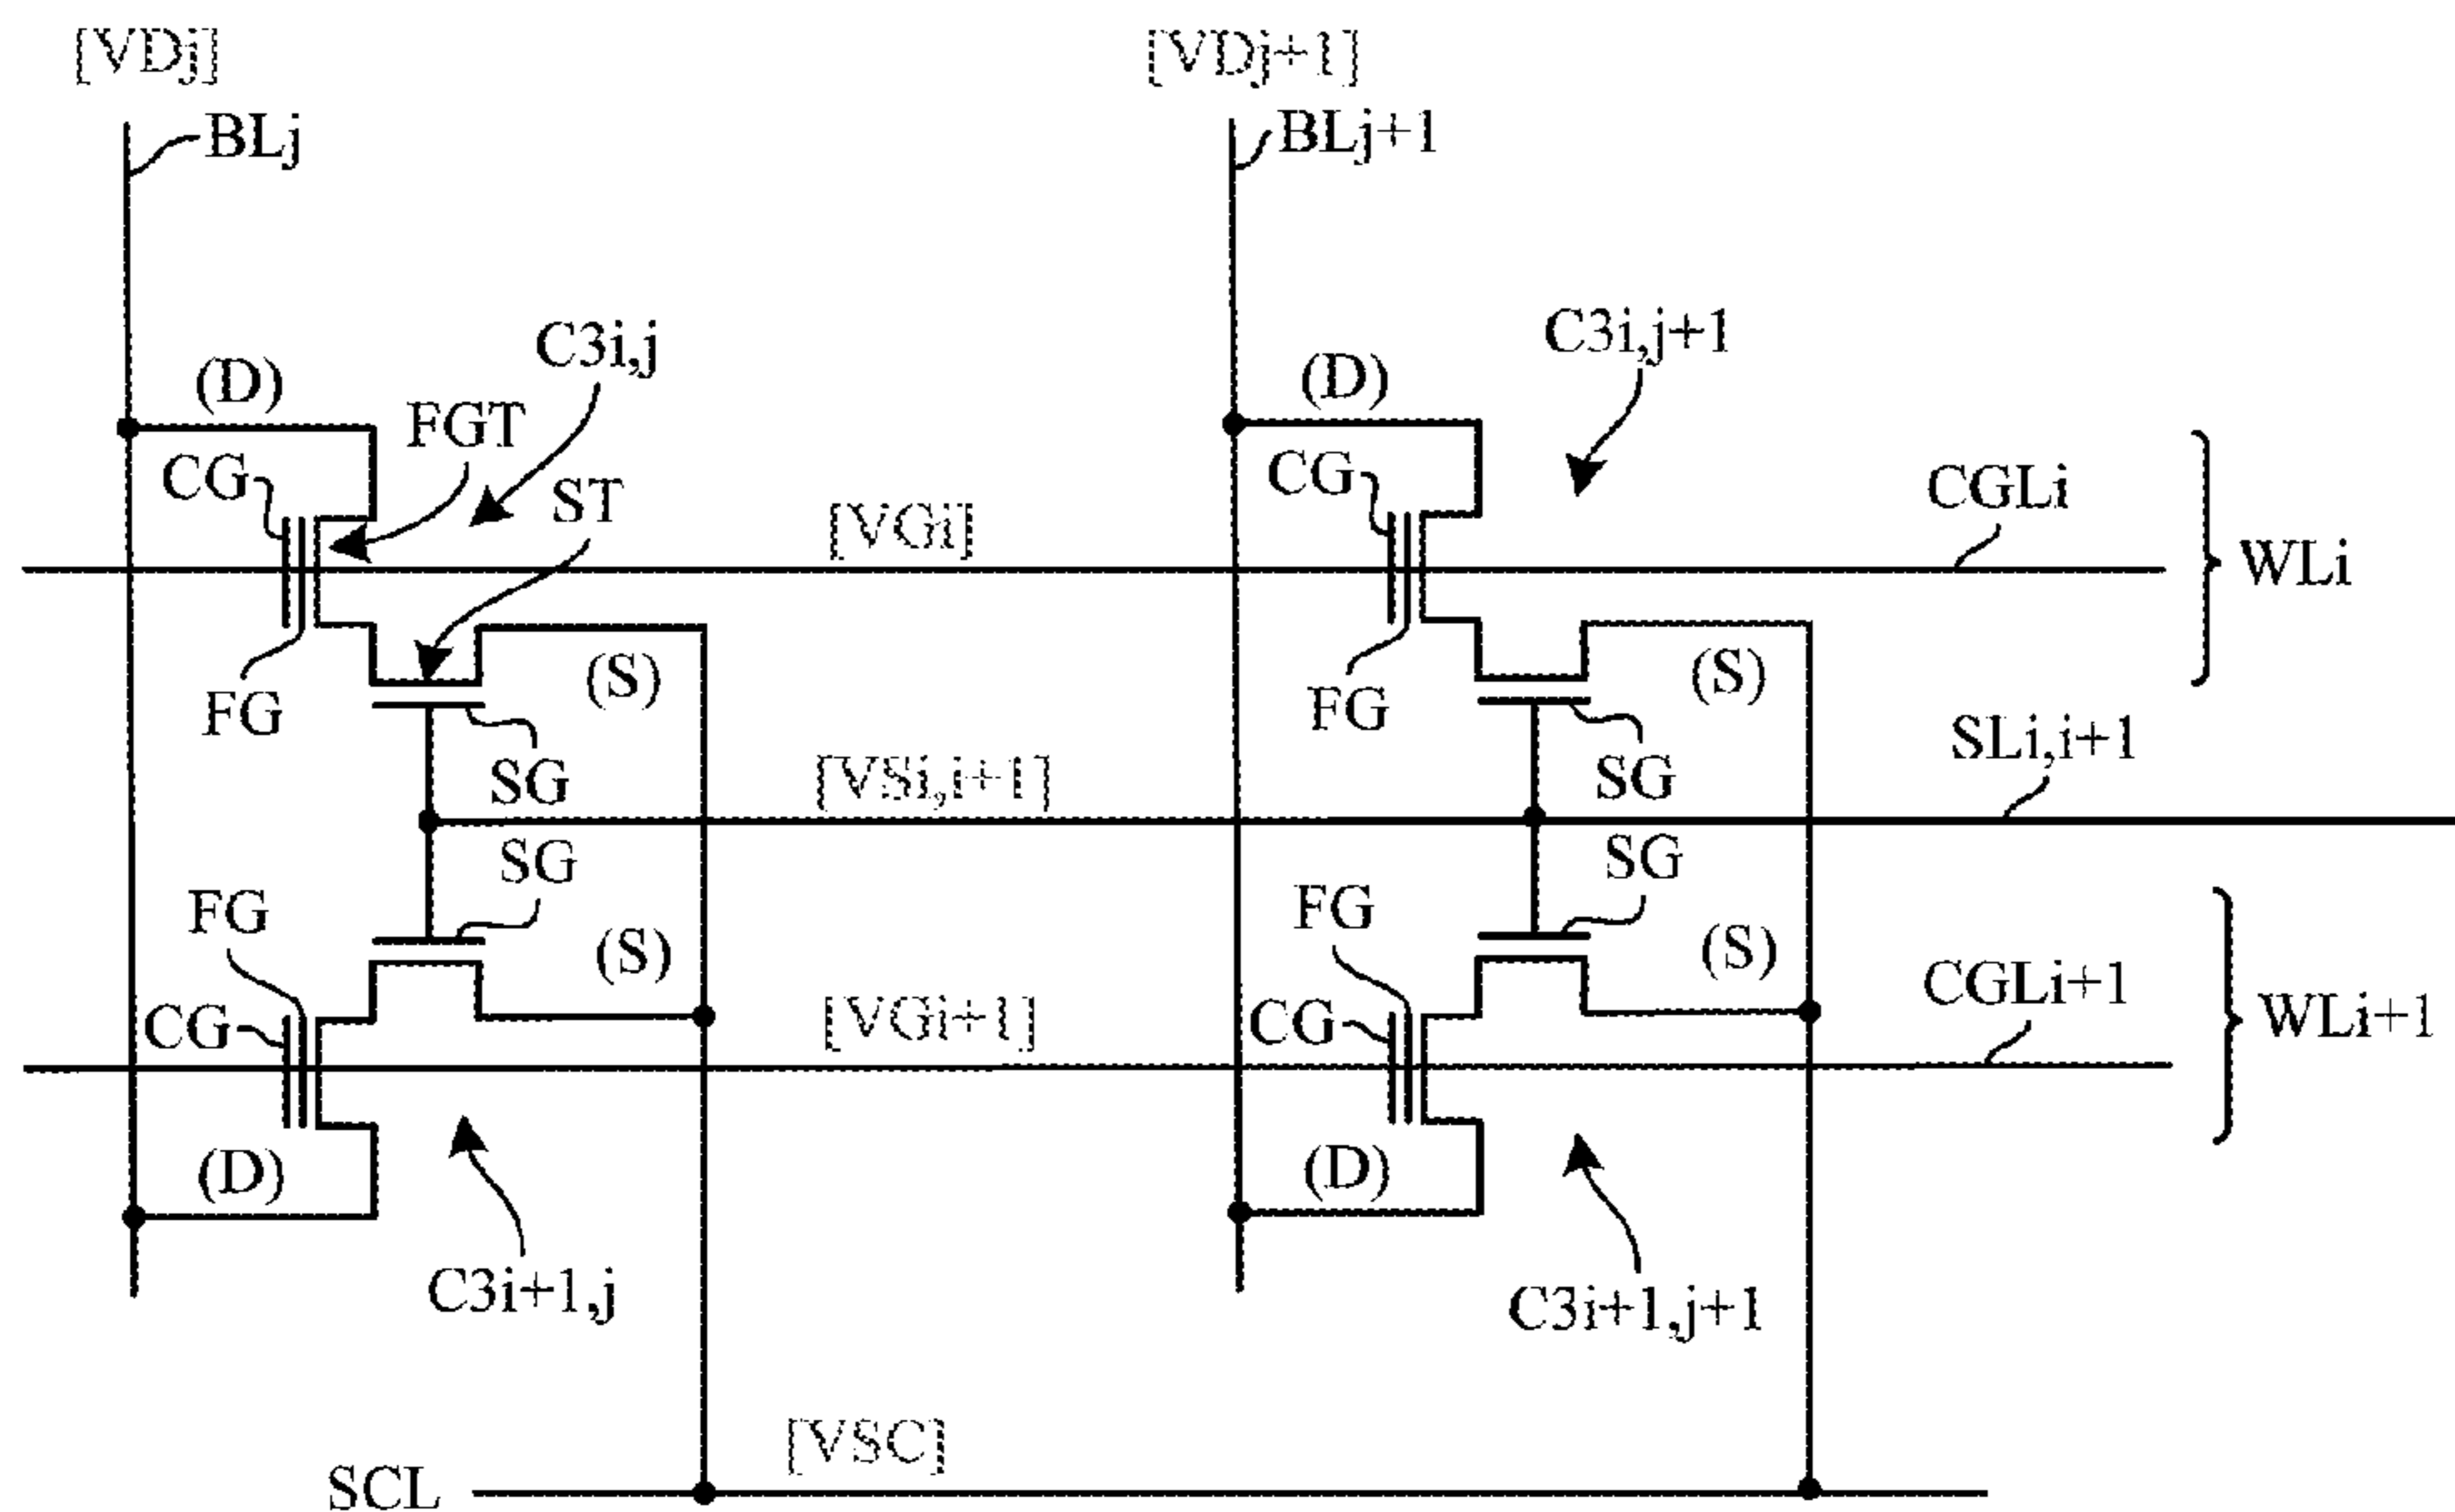 [VDj]
[VDj+1]
BLj
BLj+1
C3i,j
C3i,j+1
(D)
(D)
FGT
CG
CG
ST
CGLi
[VGi]
WLi
(S)
(S)
FG
FG
SLi,i+1
SG
SG
[VSi,i+1]
SG
SG
FG
FG
(S)
(S)
CGLi+1
[VGi+1]
CG
CG
WLi+1
(D)
(D)
C3i+1,j
C3i+1,j+1
[VSC]
SCL